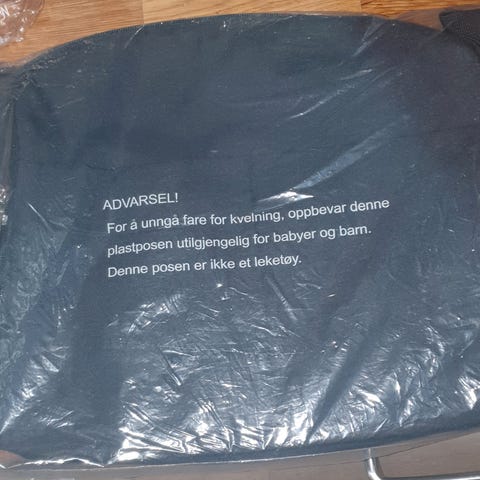 ADVARSEL!
For å unngå fare for kvelning, oppbevar denne
plastposen utilgjengelig for babyer og barn.
Denne posen er ikke et leketøy.